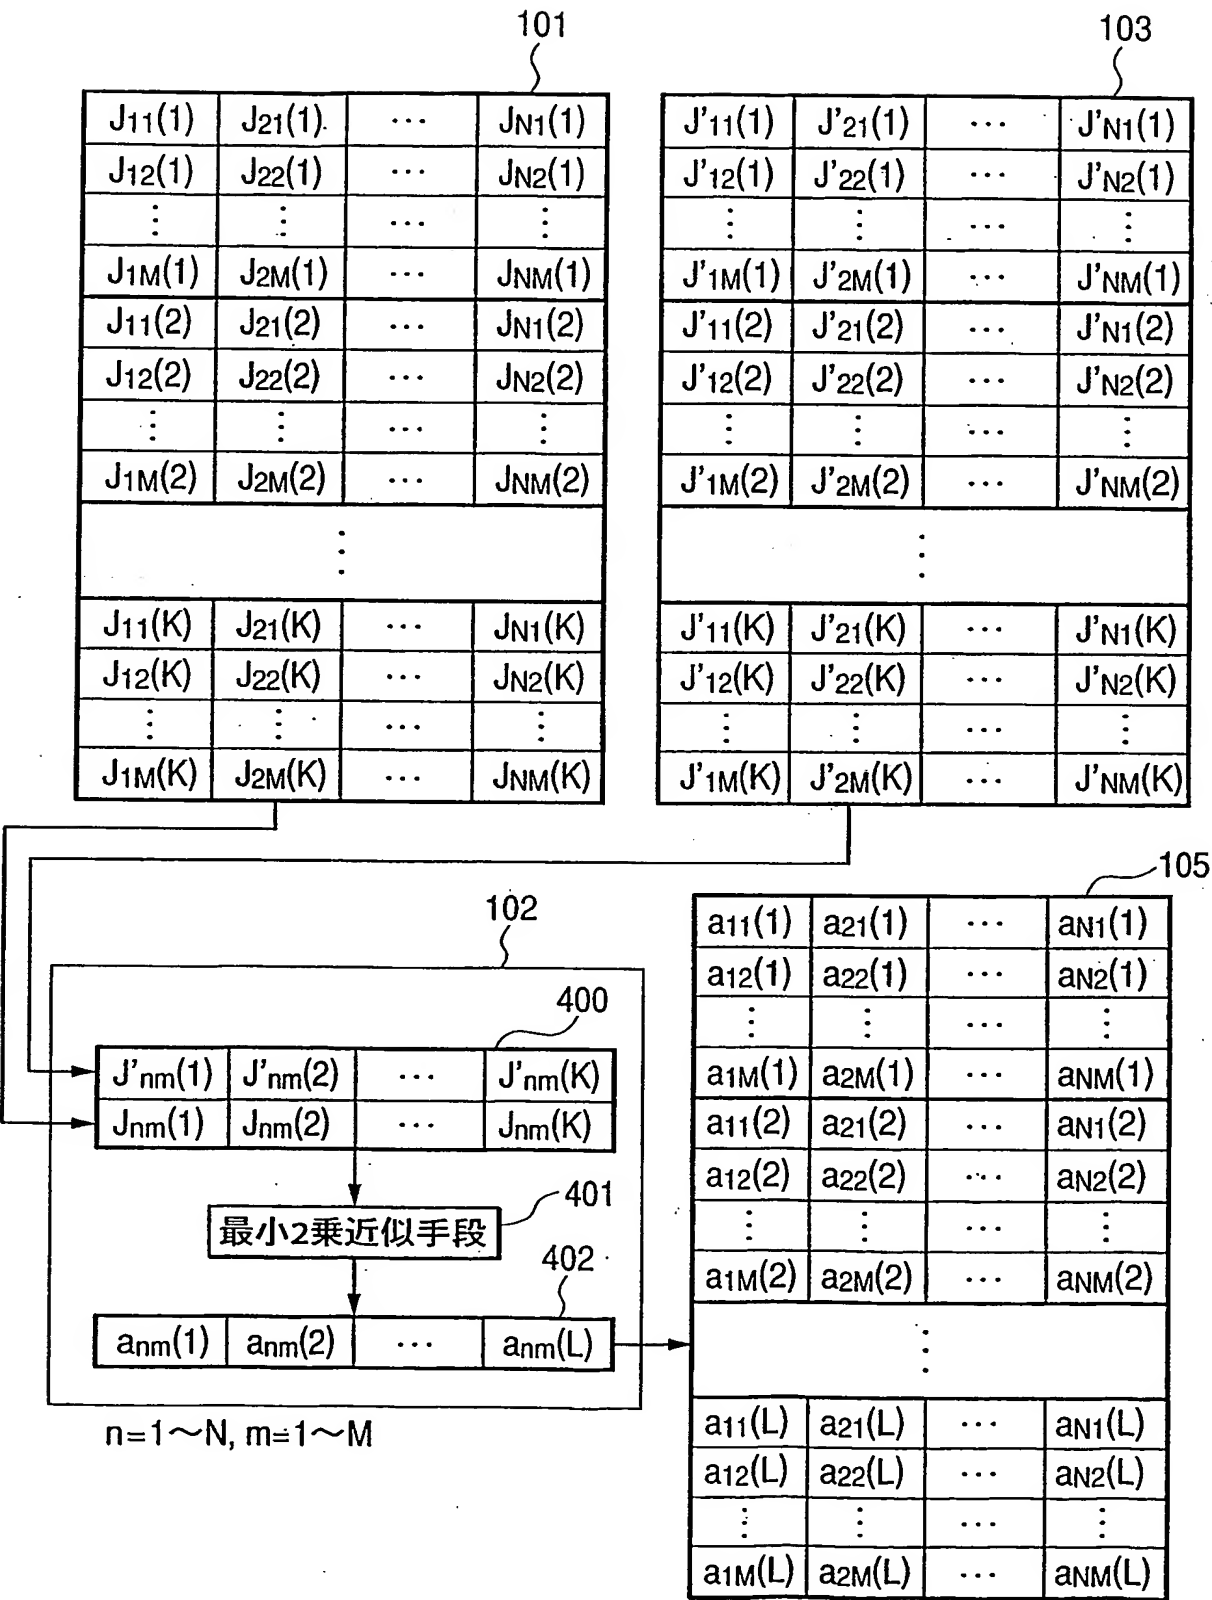 101
103
J11(1) J21(1) ... JN1(1)
J12(1) J22(1) ... JN2(1)
⋮ ⋮ ... ⋮
J1M(1) J2M(1) ... JNM(1)
J11(2) J21(2) ... JN1(2)
J12(2) J22(2) ... JN2(2)
⋮ ⋮ ... ⋮
J1M(2) J2M(2) ... JNM(2)
⋮
J11(K) J21(K) ... JN1(K)
J12(K) J22(K) ... JN2(K)
⋮ ⋮ ... ⋮
J1M(K) J2M(K) ... JNM(K)
J'11(1) J'21(1) ... J'N1(1)
J'12(1) J'22(1) ... J'N2(1)
⋮ ⋮ ... ⋮
J'1M(1) J'2M(1) ... J'NM(1)
J'11(2) J'21(2) ... J'N1(2)
J'12(2) J'22(2) ... J'N2(2)
⋮ ⋮ ... ⋮
J'1M(2) J'2M(2) ... J'NM(2)
⋮
J'11(K) J'21(K) ... J'N1(K)
J'12(K) J'22(K) ... J'N2(K)
⋮ ⋮ ... ⋮
J'1M(K) J'2M(K) ... J'NM(K)
102
400
J'nm(1) J'nm(2) ... J'nm(K)
Jnm(1) Jnm(2) ... Jnm(K)
401
最小2乗近似手段
402
anm(1) anm(2) ... anm(L)
n=1〜N, m=1〜M
105
a11(1) a21(1) ... aN1(1)
a12(1) a22(1) ... aN2(1)
⋮ ⋮ ... ⋮
a1M(1) a2M(1) ... aNM(1)
a11(2) a21(2) ... aN1(2)
a12(2) a22(2) ... aN2(2)
⋮ ⋮ ... ⋮
a1M(2) a2M(2) ... aNM(2)
⋮
a11(L) a21(L) ... aN1(L)
a12(L) a22(L) ... aN2(L)
⋮ ⋮ ... ⋮
a1M(L) a2M(L) ... aNM(L)